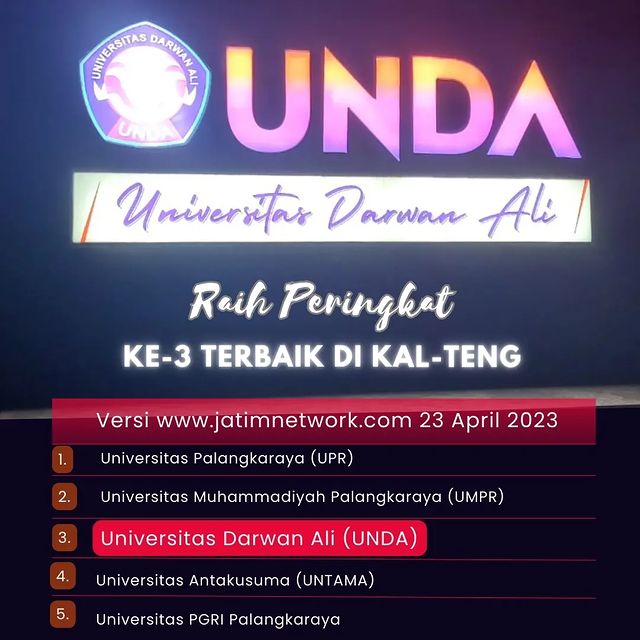 UNIVERSITAS DARWAN ALI
UNDA
UNDA
Universitas Darwan Ali
Raih Peringkat
KE-3 TERBAIK DI KAL-TENG
Versi www.jatimnetwork.com 23 April 2023
1. Universitas Palangkaraya (UPR)
2. Universitas Muhammadiyah Palangkaraya (UMPR)
3. Universitas Darwan Ali (UNDA)
4. Universitas Antakusuma (UNTAMA)
5. Universitas PGRI Palangkaraya